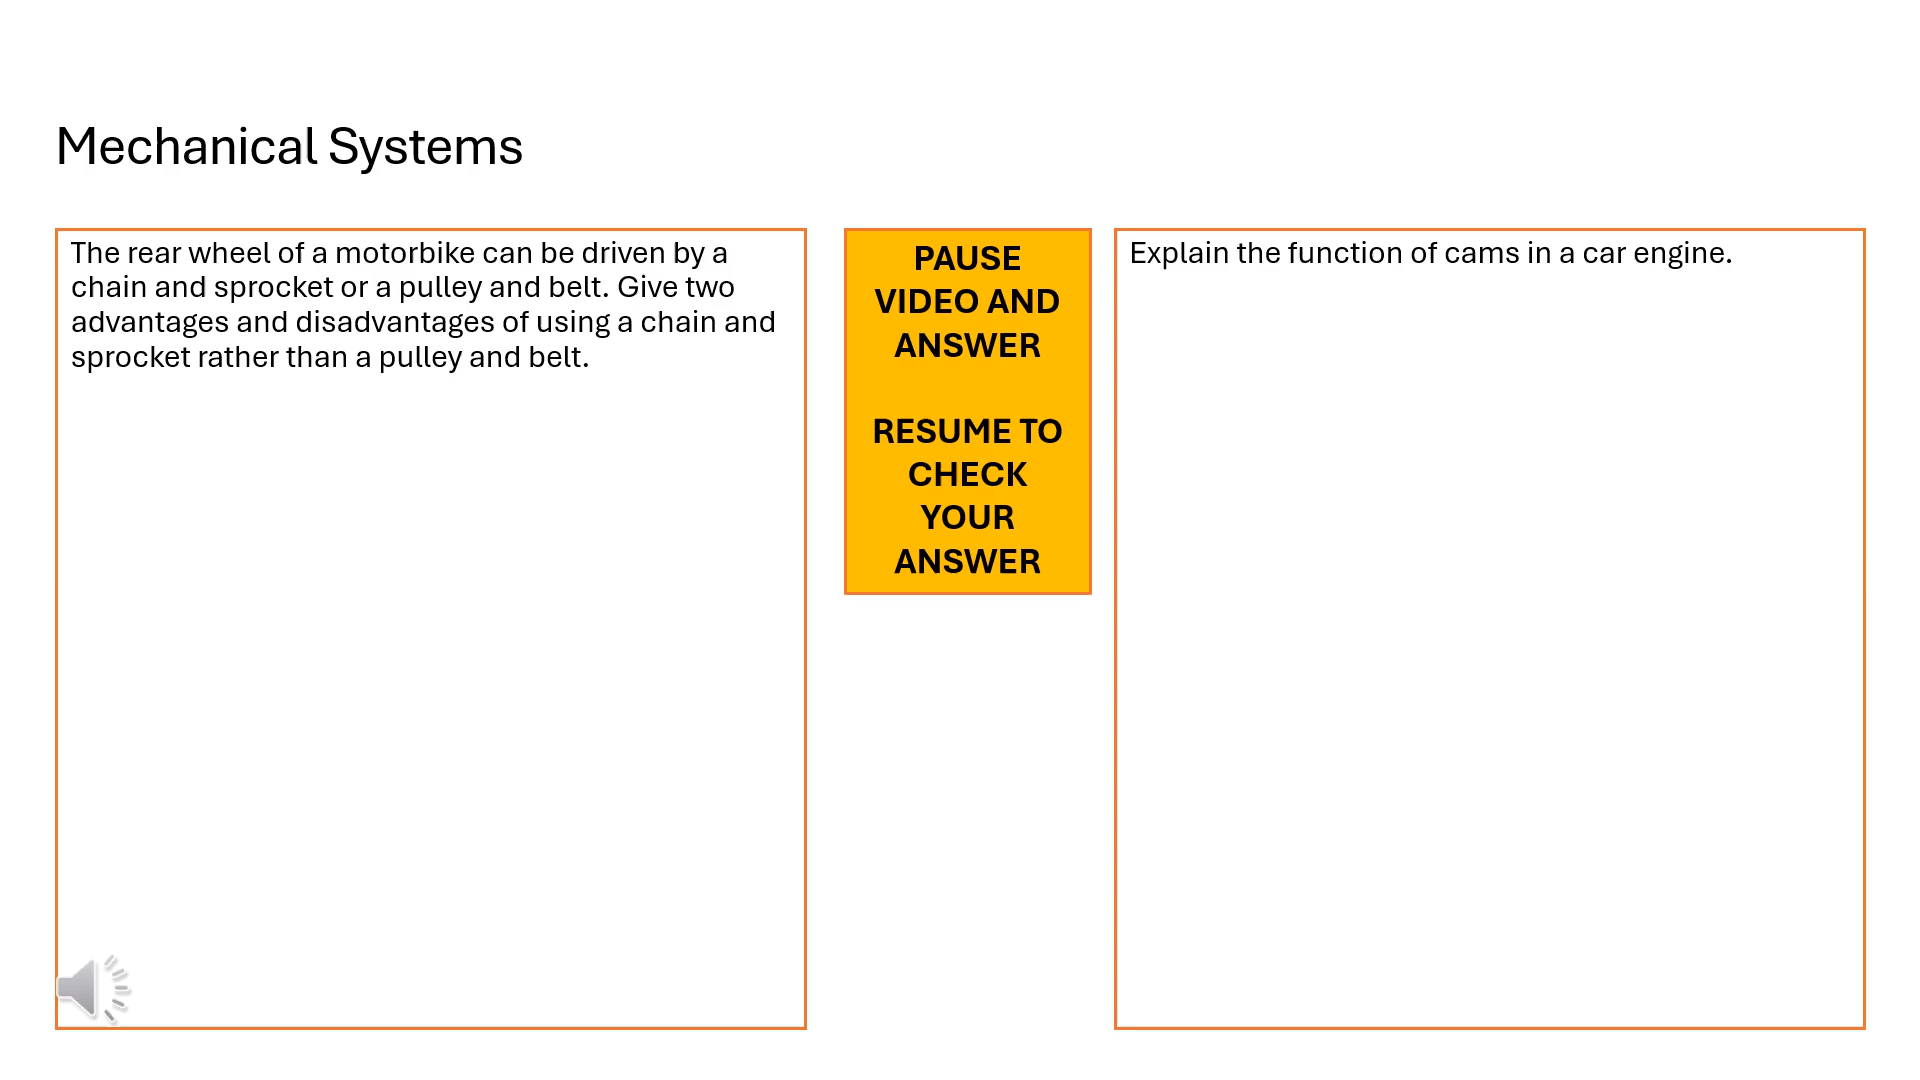 Mechanical Systems
The rear wheel of a motorbike can be driven by a
chain and sprocket or a pulley and belt. Give two
advantages and disadvantages of using a chain and
sprocket rather than a pulley and belt.
PAUSE
VIDEO AND
ANSWER
RESUME TO
CHECK
YOUR
ANSWER
Explain the function of cams in a car engine.